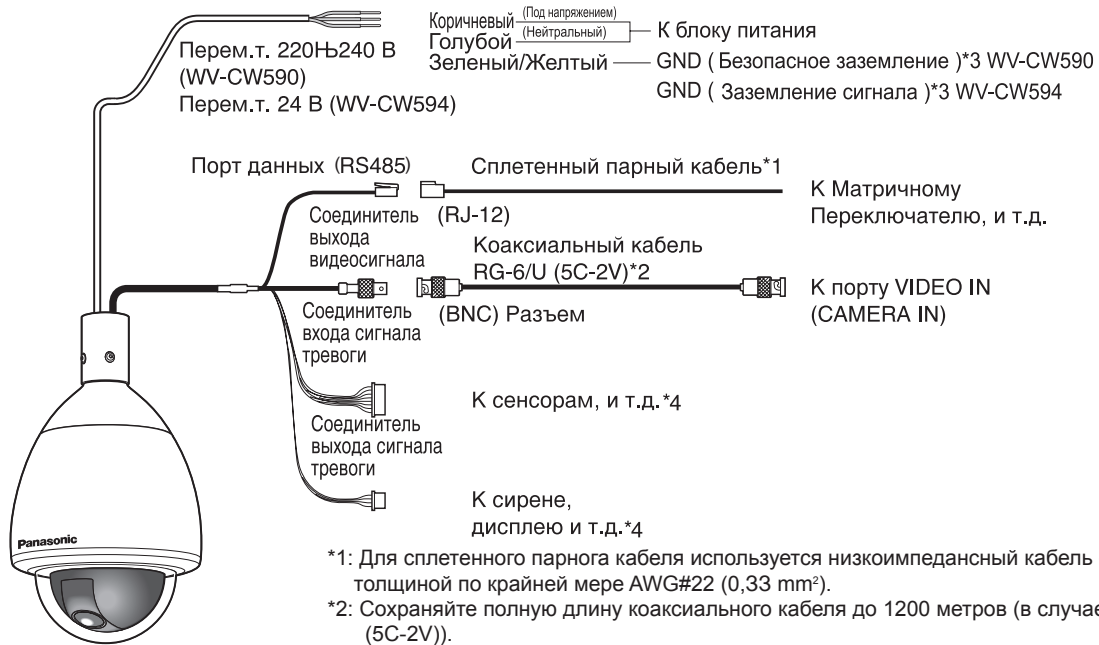 Коричневый (Под напряжением)
Голубой (Нейтральный)
К блоку питания
Зеленый/Желтый
GND ( Безопасное заземление )*3 WV-CW590
GND ( Заземление сигнала )*3 WV-CW594
Перем.т. 220Њ240 В
(WV-CW590)
Перем.т. 24 В (WV-CW594)
Порт данных (RS485)
Сплетенный парный кабель*1
(RJ-12)
К Матричному
Переключателю, и т.д.
Соединитель
выхода
видеосигнала
Коаксиальный кабель
RG-6/U (5C-2V)*2
(BNC) Разъем
К порту VIDEO IN
(CAMERA IN)
Соединитель
входа сигнала
тревоги
К сенсорам, и т.д.*4
Соединитель
выхода сигнала
тревоги
К сирене,
дисплею и т.д.*4
Panasonic
*1: Для сплетенного парнога кабеля используется низкоимпедансный кабель
толщиной по крайней мере AWG#22 (0,33 mm²).
*2: Сохраняйте полную длину коаксиального кабеля до 1200 метров (в случае
(5C-2V)).